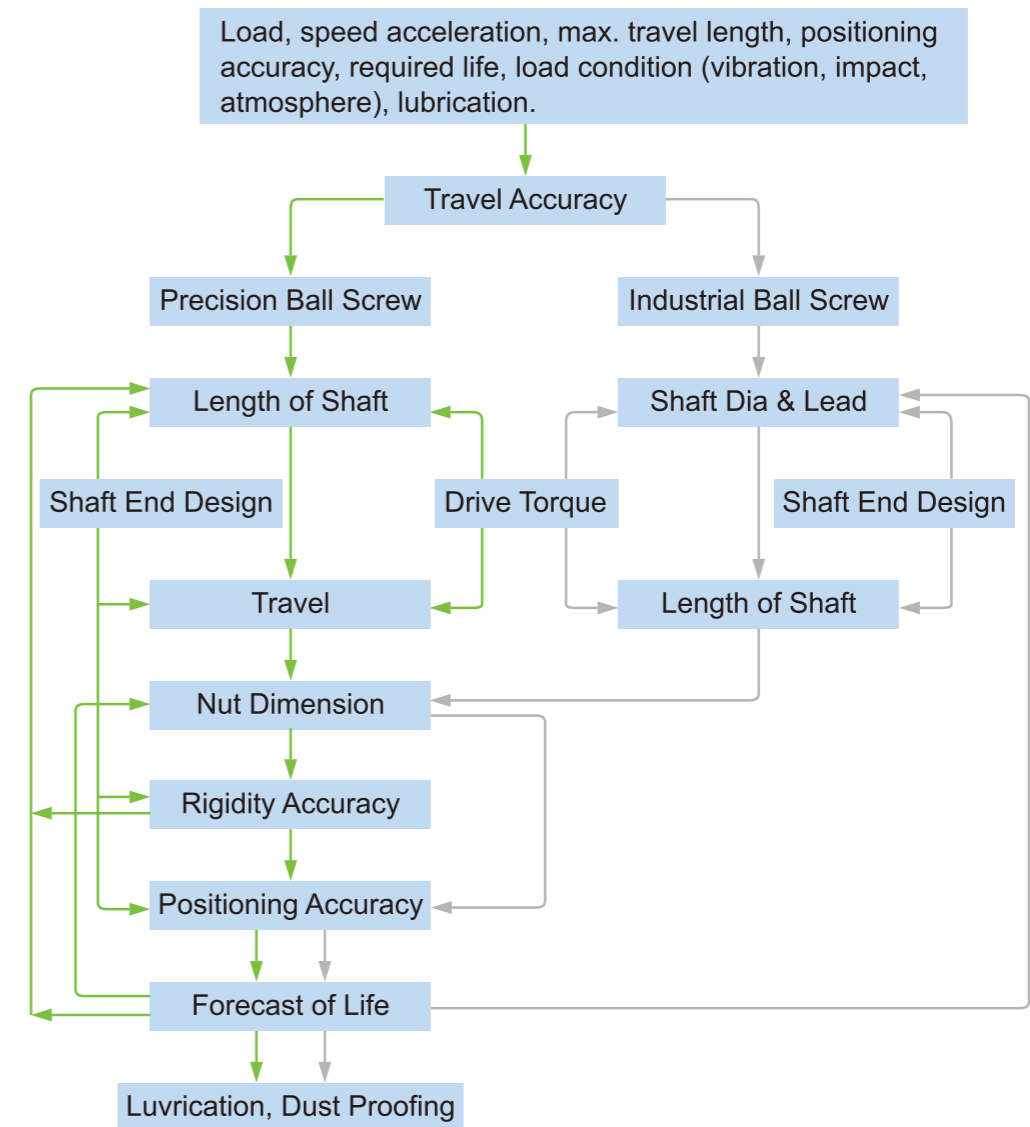 Load, speed acceleration, max. travel length, positioning
accuracy, required life, load condition (vibration, impact,
atmosphere), lubrication.
Travel Accuracy
Precision Ball Screw
Industrial Ball Screw
Length of Shaft
Shaft Dia & Lead
Shaft End Design
Drive Torque
Shaft End Design
Travel
Length of Shaft
Nut Dimension
Rigidity Accuracy
Positioning Accuracy
Forecast of Life
Luvrication, Dust Proofing